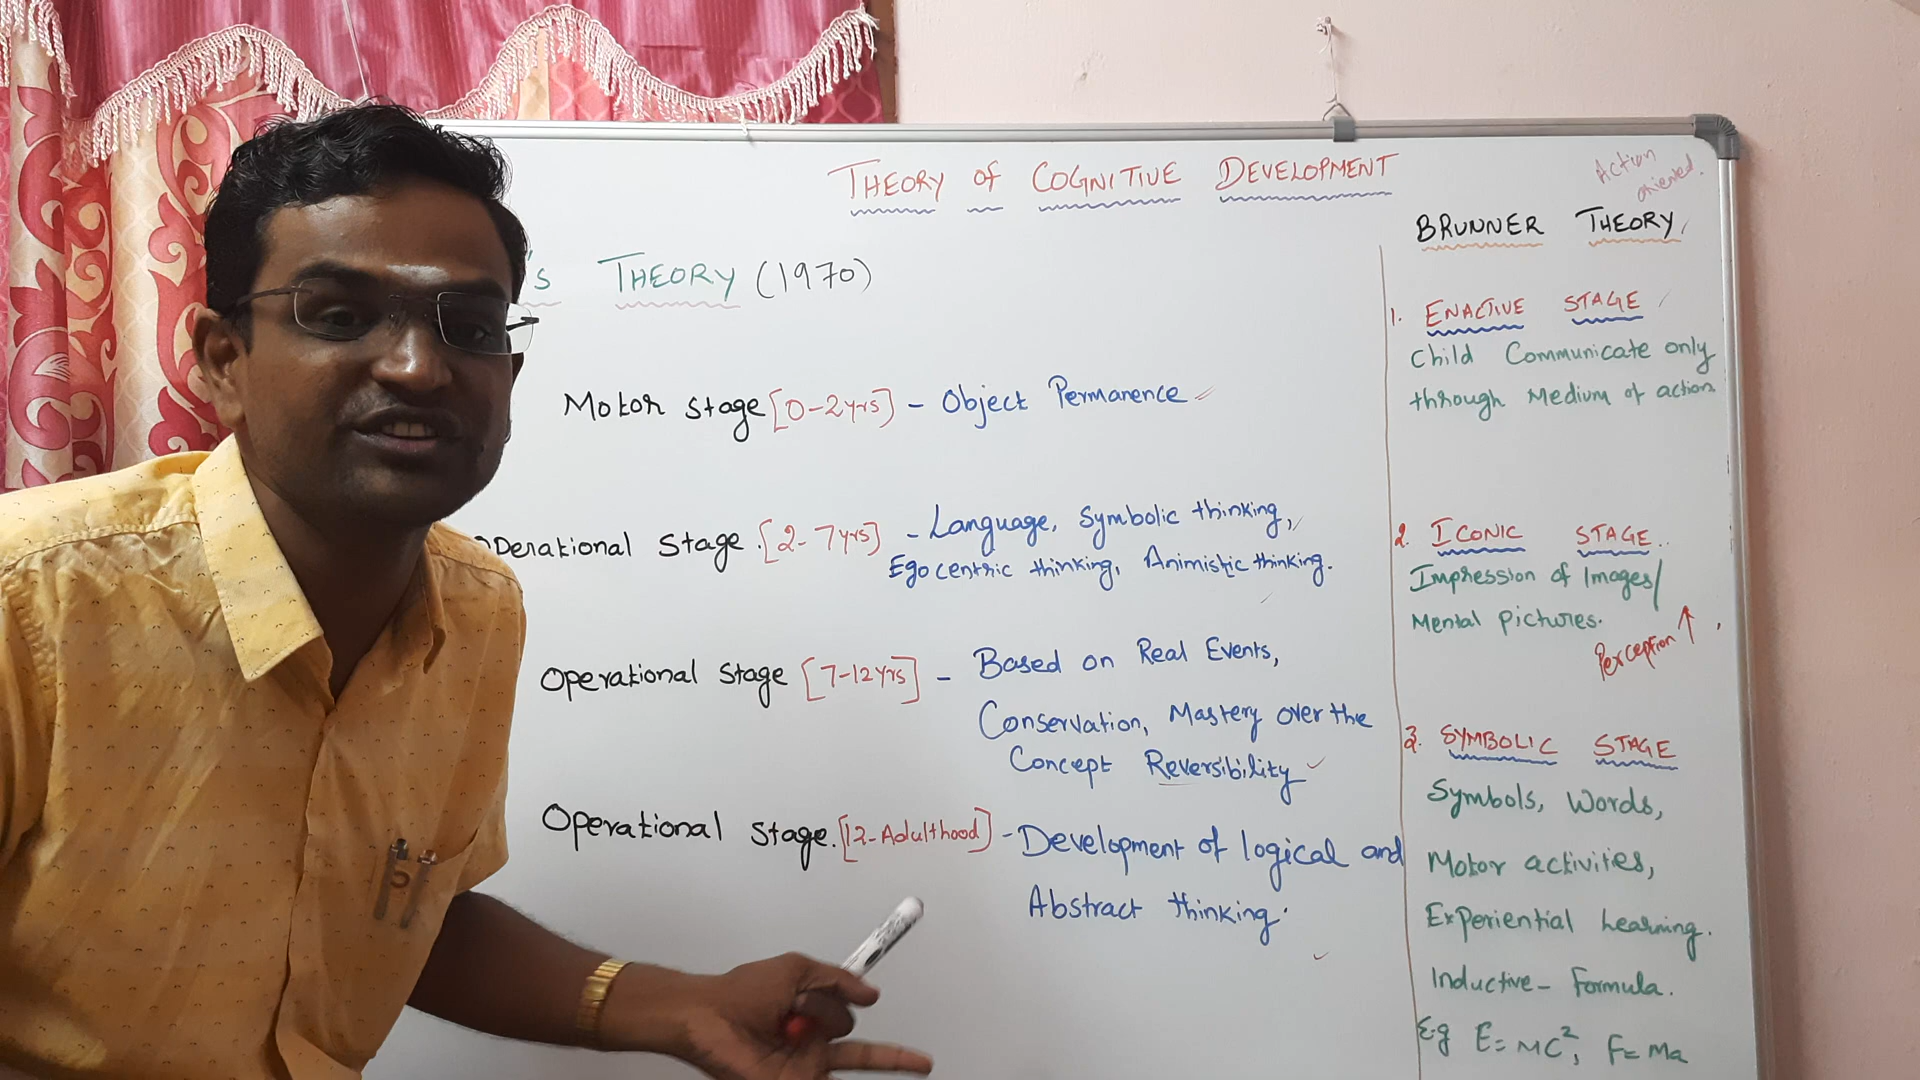 THEORY OF COGNITIVE DEVELOPMENT
'S THEORY (1970)
Motor Stage [0-2yrs] - Object Permanence
Operational Stage. [2-7yrs] - Language, Symbolic thinking,
Egocentric thinking, Animistic thinking.
Operational Stage [7-12yrs] - Based on Real Events,
Conservation, Mastery over the
Concept Reversibility
Operational Stage. [12-Adulthood] - Development of logical and
Abstract thinking.
Action
oriented.
BRUNNER THEORY
1. ENACTIVE STAGE
Child Communicate only
through Medium of action.
2. ICONIC STAGE..
Impression of Images/
Mental Pictures.
Perception ↑
3. SYMBOLIC STAGE
Symbols, Words,
Motor activities,
Experiential Learning.
Inductive- Formula.
E.g E=MC², F=Ma